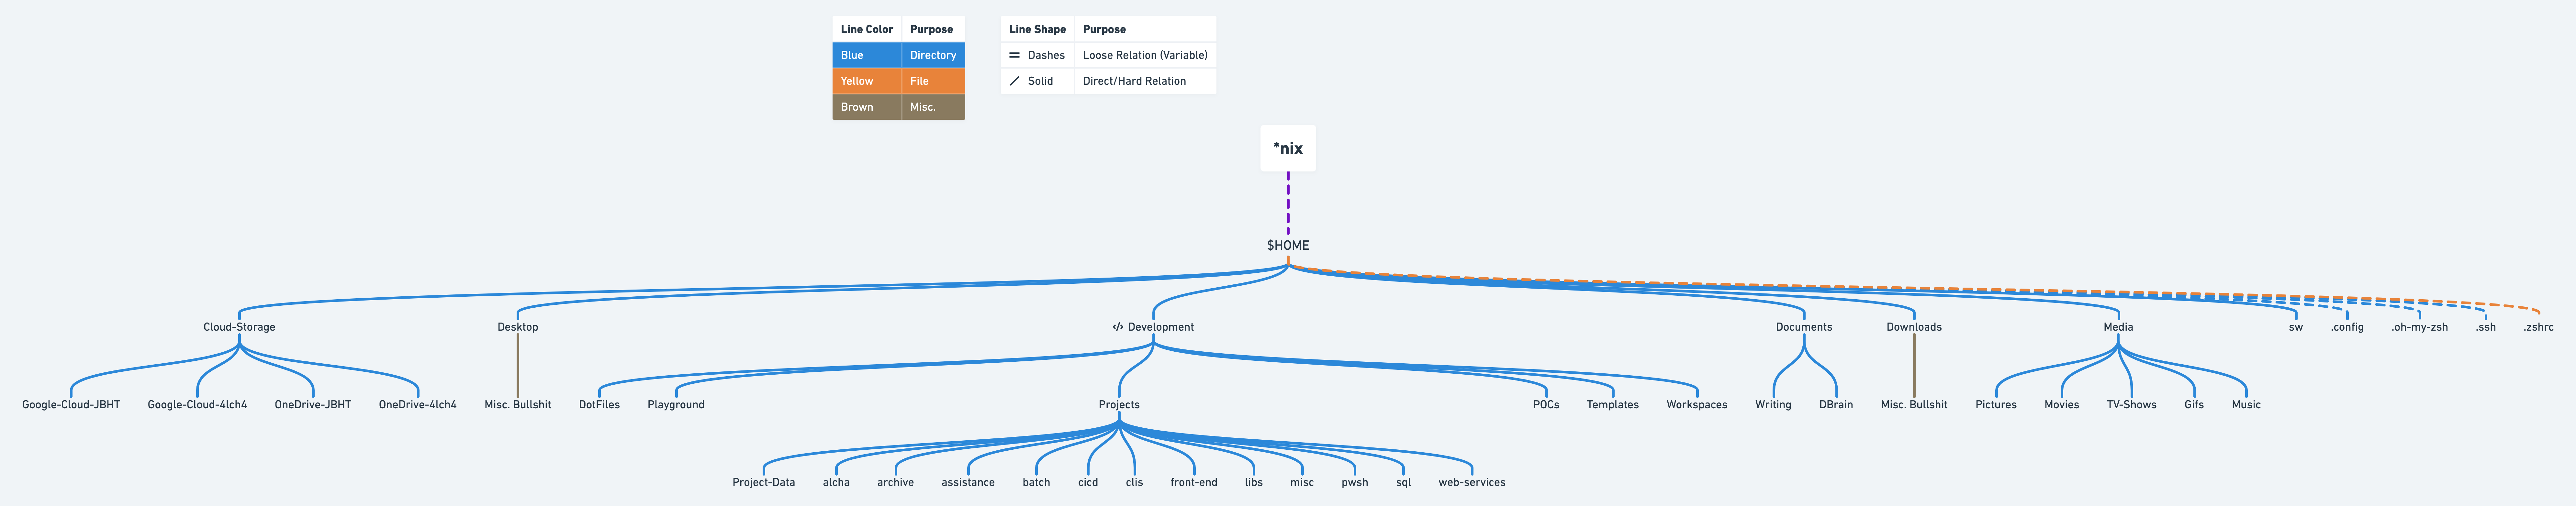 Line Color Purpose
Blue Directory
Yellow File
Brown Misc.
Line Shape Purpose
Dashes Loose Relation (Variable)
Solid Direct/Hard Relation
*nix
$HOME
Cloud-Storage Desktop </> Development Documents Downloads Media sw .config .oh-my-zsh .ssh .zshrc
Google-Cloud-JBHT Google-Cloud-4lch4 OneDrive-JBHT OneDrive-4lch4 Misc. Bullshit DotFiles Playground Projects POCs Templates Workspaces Writing DBrain Misc. Bullshit Pictures Movies TV-Shows Gifs Music
Project-Data alcha archive assistance batch cicd clis front-end libs misc pwsh sql web-services